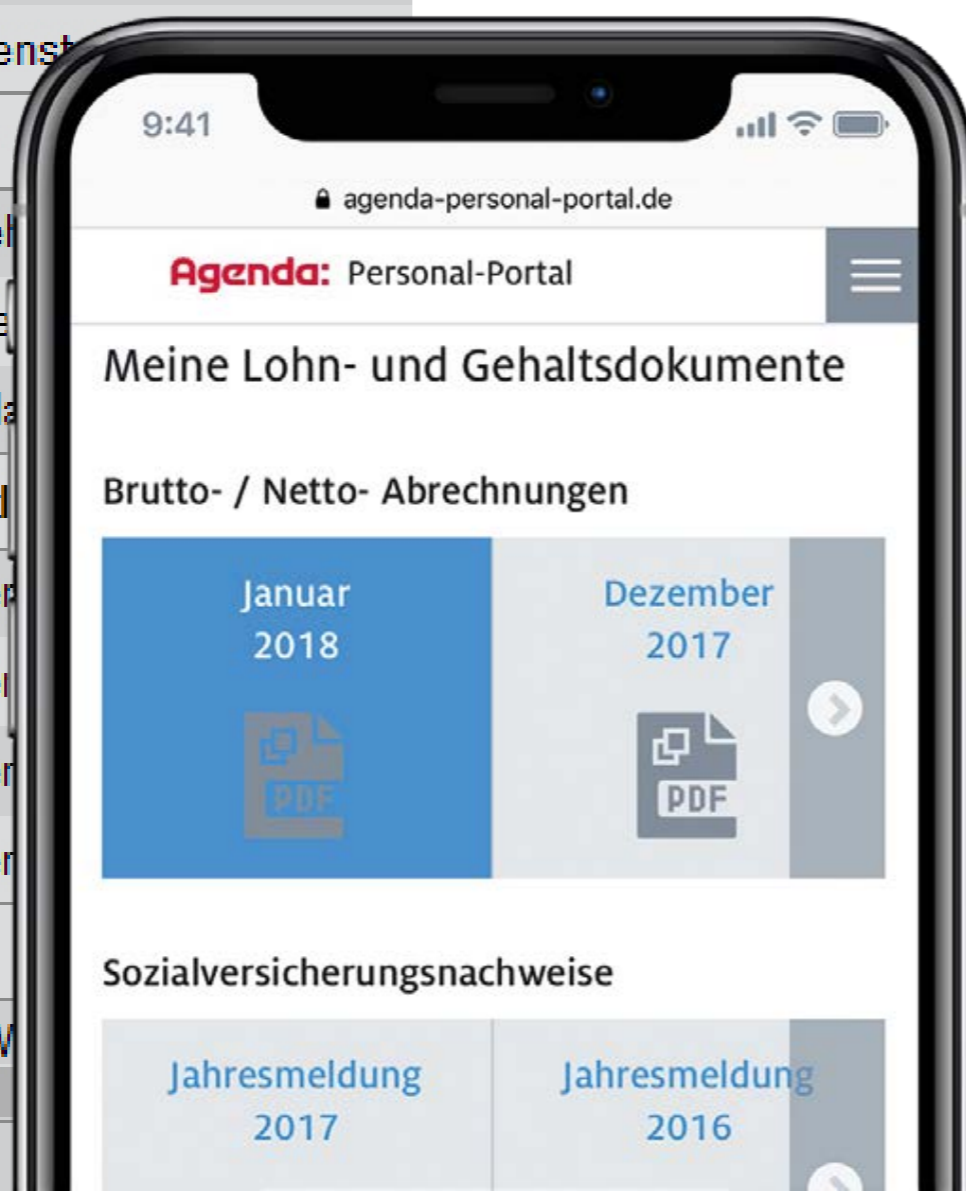 9:41
agenda-personal-portal.de
Agenda: Personal-Portal
Meine Lohn- und Gehaltsdokumente
Brutto- / Netto- Abrechnungen
Januar
2018
PDF
Dezember
2017
PDF
Sozialversicherungsnachweise
Jahresmeldung
2017
Jahresmeldung
2016